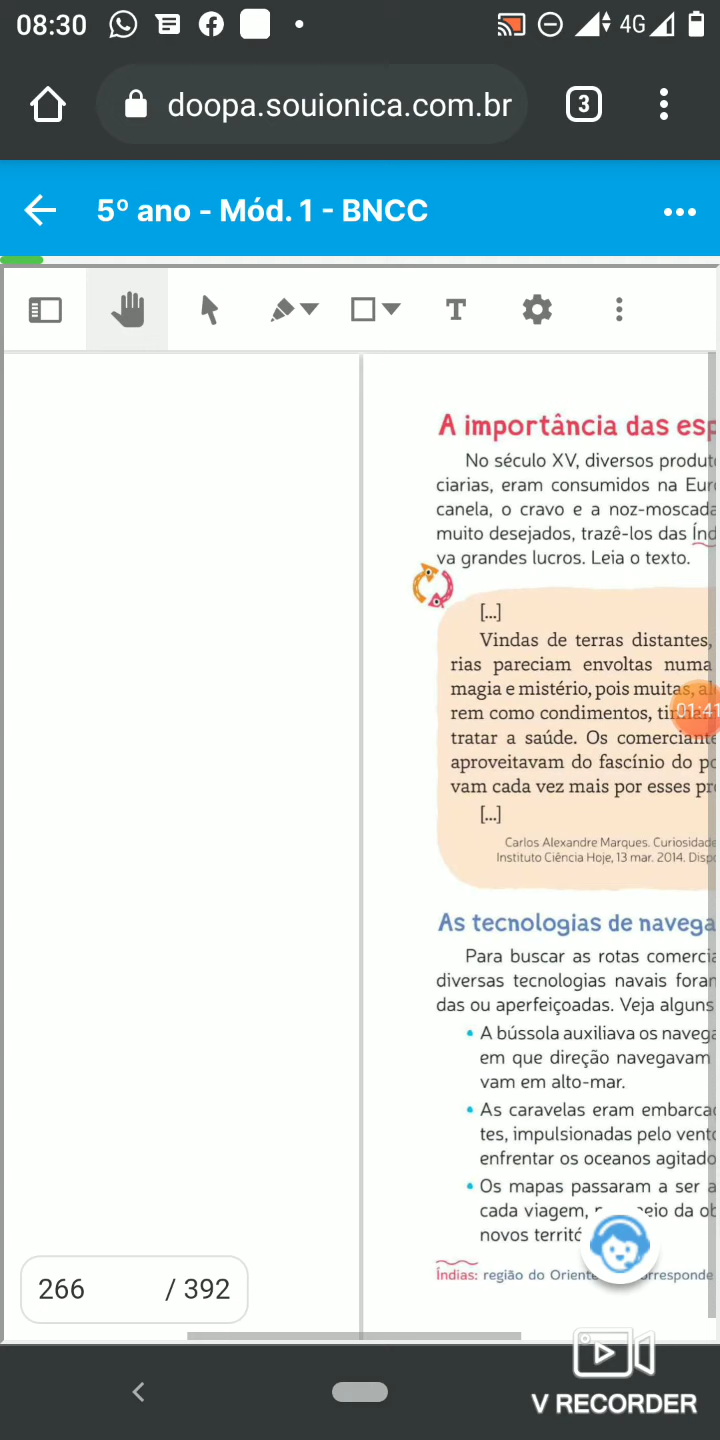 08:30
4G
doopa.souionica.com.br
3
5º ano - Mód. 1 - BNCC
T
A importância das esp
No século XV, diversos produt
ciarias, eram consumidos na Eur
canela, o cravo e a noz-moscada
muito desejados, trazê-los das Índ
va grandes lucros. Leia o texto.
[...]
Vindas de terras distantes,
rias pareciam envoltas numa
magia e mistério, pois muitas, al
rem como condimentos,
01:41
tratar a saúde. Os comerciante
aproveitavam do fascínio do po
vam cada vez mais por esses pr
[...]
Carlos Alexandre Marques. Curiosidade
Instituto Ciência Hoje, 13 mar. 2014. Dispo
As tecnologias de navega
Para buscar as rotas comercia
diversas tecnologias navais foram
das ou aperfeiçoadas. Veja alguns
• A bússola auxiliava os navega
em que direção navegavam
vam em alto-mar.
• As caravelas eram embarcaç
tes, impulsionadas pelo vento
enfrentar os oceanos agitado
• Os mapas passaram a ser a
cada viagem, eio da ob
novos territó
Índias: região do Oriente rresponde
266 / 392
V RECORDER